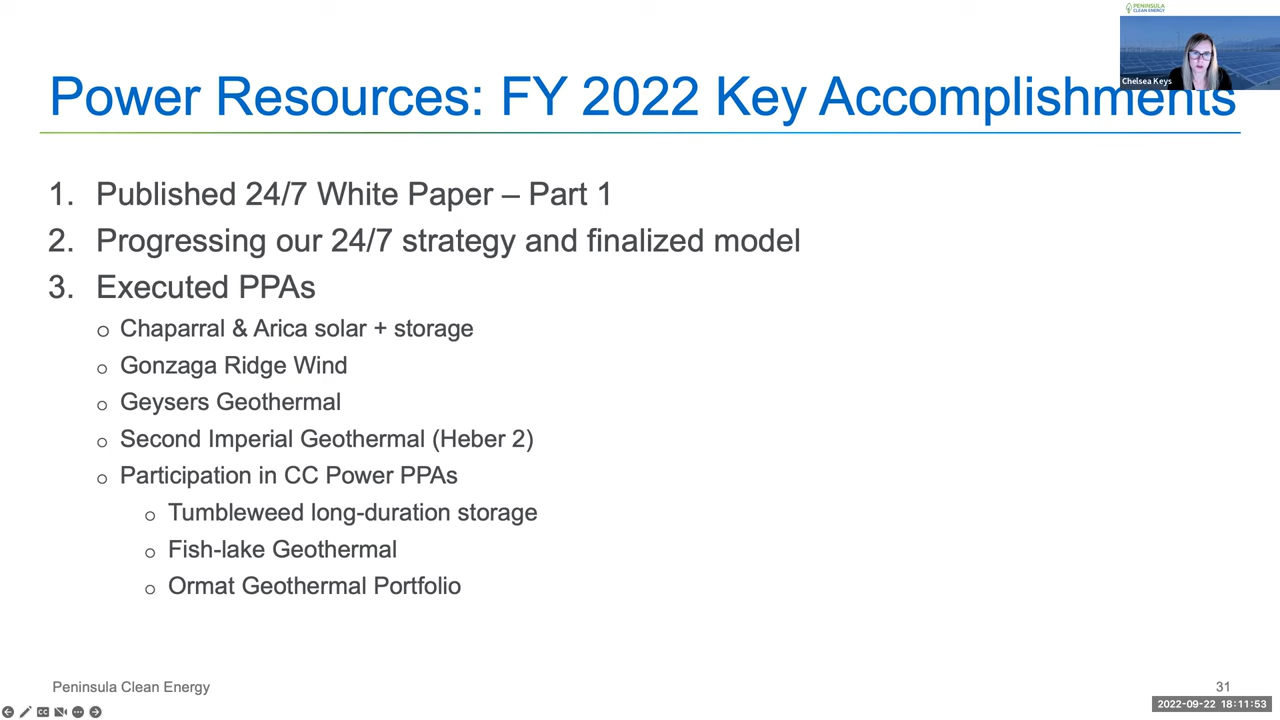 PENINSULA
CLEAN ENERGY
Chelsea Keys
Power Resources: FY 2022 Key Accomplishments
1. Published 24/7 White Paper – Part 1
2. Progressing our 24/7 strategy and finalized model
3. Executed PPAs
o Chaparral & Arica solar + storage
o Gonzaga Ridge Wind
o Geysers Geothermal
o Second Imperial Geothermal (Heber 2)
o Participation in CC Power PPAs
o Tumbleweed long-duration storage
o Fish-lake Geothermal
o Ormat Geothermal Portfolio
Peninsula Clean Energy
31
2022-09-22 18:11:53
CC